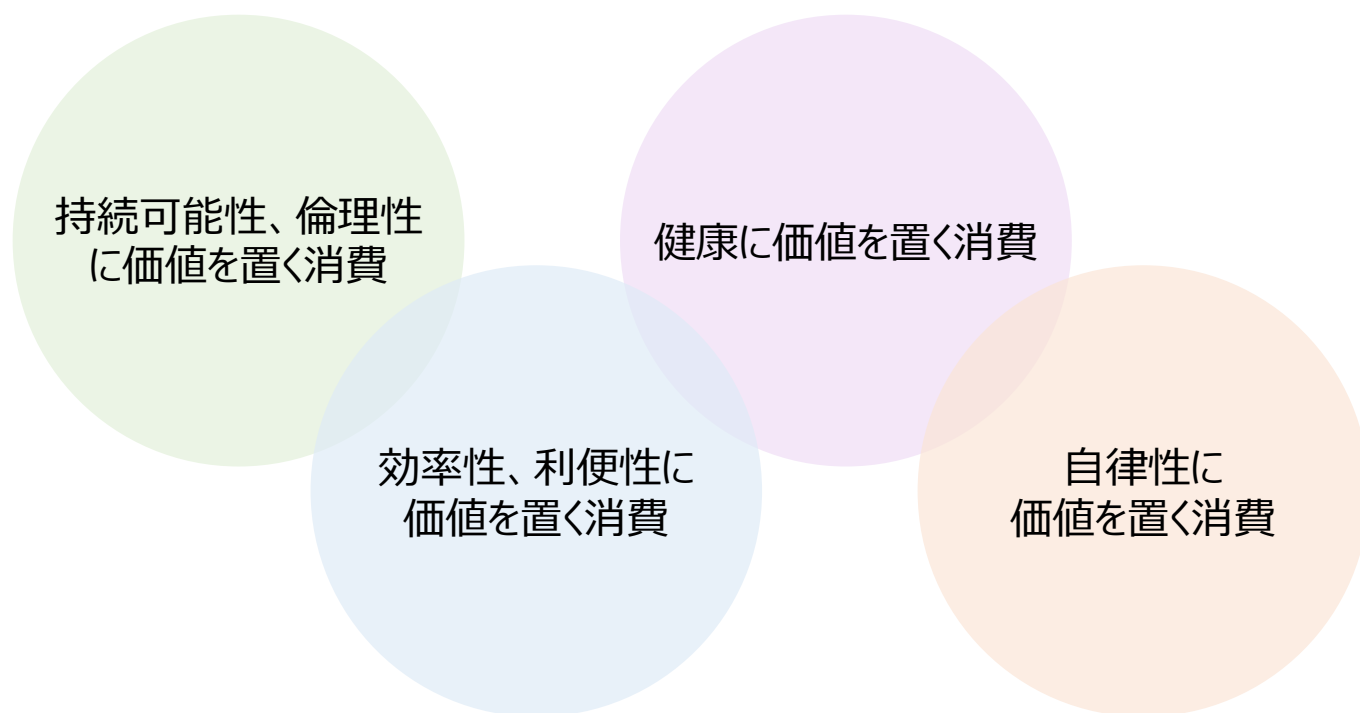 持続可能性、倫理性
に価値を置く消費
健康に価値を置く消費
効率性、利便性に
価値を置く消費
自律性に
価値を置く消費